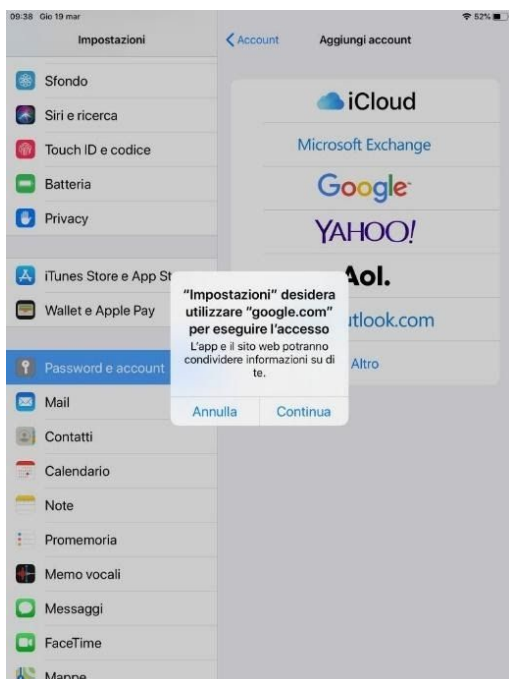 09:38 Gio 19 mar
52%
Impostazioni
Account
Aggiungi account
Sfondo
Siri e ricerca
Touch ID e codice
Batteria
Privacy
iTunes Store e App St
Wallet e Apple Pay
Password e account
Mail
Contatti
Calendario
Note
Promemoria
Memo vocali
Messaggi
FaceTime
Mappe
iCloud
Microsoft Exchange
Google
YAHOO!
Aol.
utlook.com
Altro
“Impostazioni” desidera
utilizzare “google.com”
per eseguire l’accesso
L’app e il sito web potranno
condividere informazioni su di
te.
Annulla
Continua